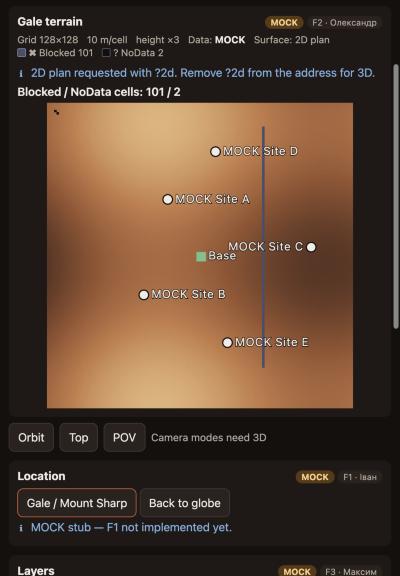 Gale terrain MOCK F2 · Олександр
Grid 128×128 10 m/cell height ×3 Data: MOCK Surface: 2D plan
✖ Blocked 101 ? NoData 2
ℹ 2D plan requested with ?2d. Remove ?2d from the address for 3D.
Blocked / NoData cells: 101 / 2
MOCK Site D
MOCK Site A
MOCK Site C
Base
MOCK Site B
MOCK Site E
Orbit Top POV Camera modes need 3D
Location MOCK F1 · Іван
Gale / Mount Sharp Back to globe
ℹ MOCK stub — F1 not implemented yet.
Layers MOCK F3 · Максим